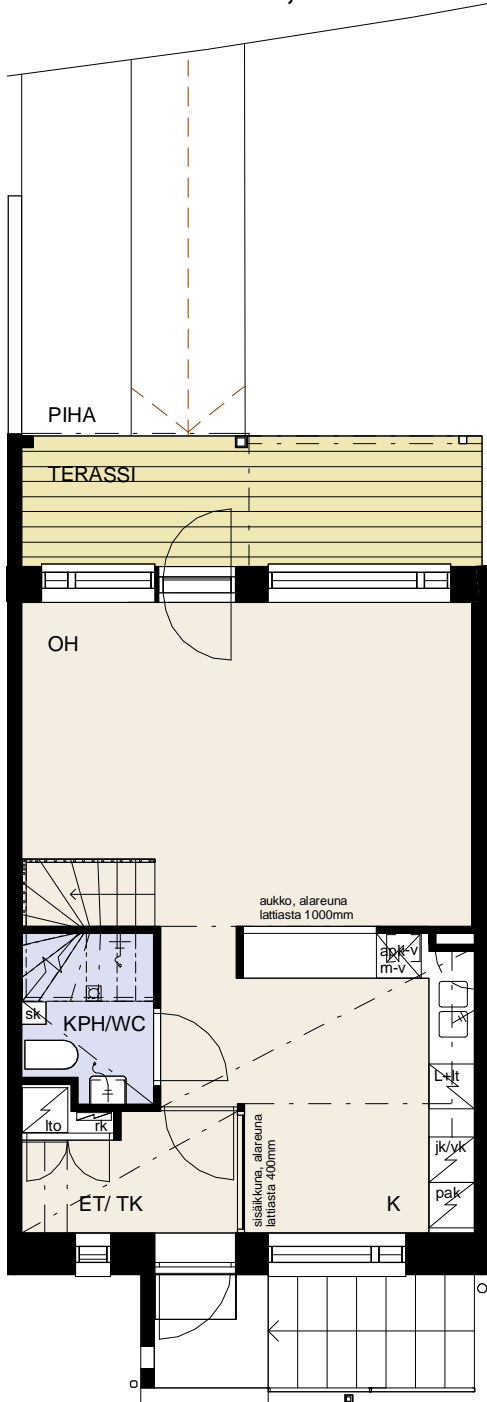 PIHA
TERASSI
OH
aukko, alareuna
lattiasta 1000mm
m-v
sk
KPH/WC
L+lt
lto
rk
sisäikkuna, alareuna
lattiasta 400mm
jk/vk
ET/ TK
K
pak